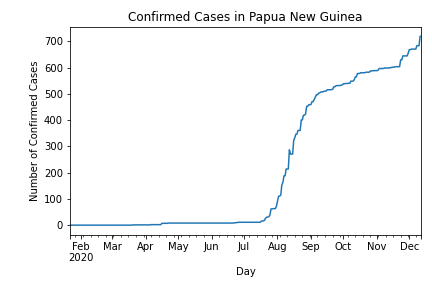 Confirmed Cases in Papua New Guinea
Number of Confirmed Cases
700
600
500
400
300
200
100
0
Feb Mar Apr May Jun Jul Aug Sep Oct Nov Dec
2020
Day